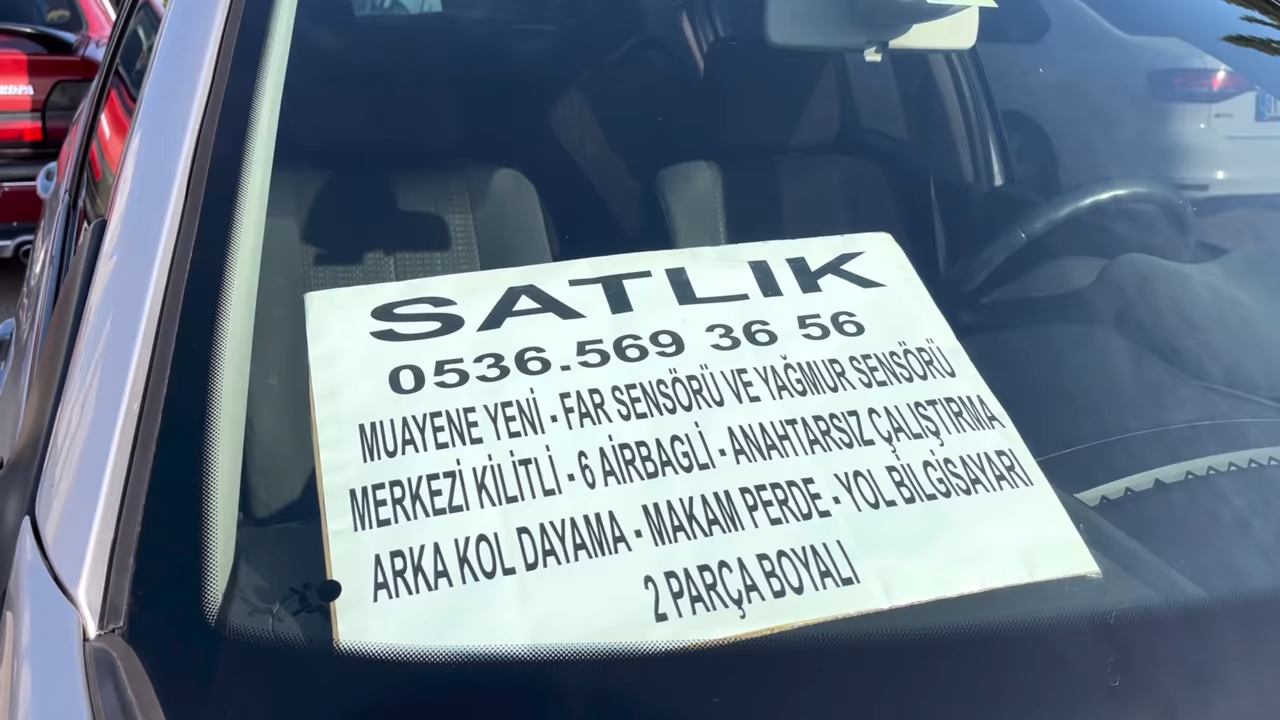 SATLIK
0536.569 36 56
MUAYENE YENİ - FAR SENSÖRÜ VE YAĞMUR SENSÖRÜ
MERKEZİ KİLİTLİ - 6 AİRBAGLİ - ANAHTARSIZ ÇALIŞTIRMA
ARKA KOL DAYAMA - MAKAM PERDE - YOL BİLGİSAYARI
2 PARÇA BOYALI